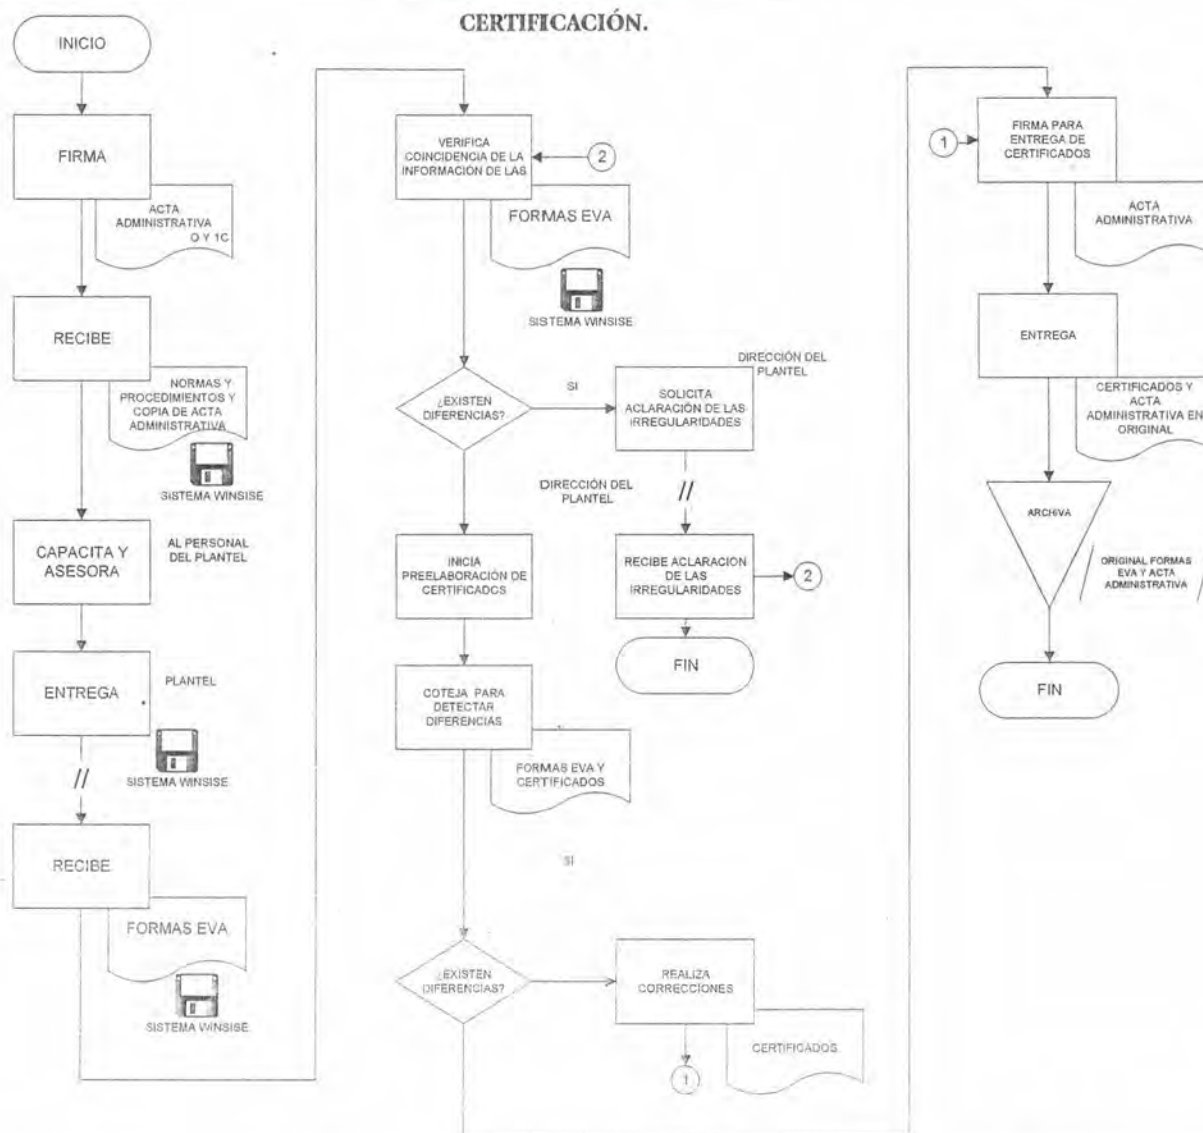 CERTIFICACIÓN.
INICIO
FIRMA
ACTA
ADMINISTRATIVA
O Y 1C
RECIBE
NORMAS Y
PROCEDIMIENTOS Y
COPIA DE ACTA
ADMINISTRATIVA
SISTEMA WINSISE
CAPACITA Y
ASESORA
AL PERSONAL
DEL PLANTEL
ENTREGA
PLANTEL
//
SISTEMA WINSISE
RECIBE
FORMAS EVA
SISTEMA WINSISE
VERIFICA
COINCIDENCIA DE LA
INFORMACIÓN DE LAS
2
FORMAS EVA
SISTEMA WINSISE
¿EXISTEN
DIFERENCIAS?
SI
DIRECCIÓN DEL
PLANTEL
SOLICITA
ACLARACIÓN DE LAS
IRREGULARIDADES
DIRECCIÓN DEL
PLANTEL
//
INICIA
PREELABORACIÓN DE
CERTIFICADOS
RECIBE ACLARACION
DE LAS
IRREGULARIDADES
2
FIN
COTEJA PARA
DETECTAR
DIFERENCIAS
FORMAS EVA Y
CERTIFICADOS
SI
¿EXISTEN
DIFERENCIAS?
REALIZA
CORRECCIONES
CERTIFICADOS
1
1
FIRMA PARA
ENTREGA DE
CERTIFICADOS
ACTA
ADMINISTRATIVA
ENTREGA
CERTIFICADOS Y
ACTA
ADMINISTRATIVA EN
ORIGINAL
ARCHIVA
ORIGINAL FORMAS
EVA Y ACTA
ADMINISTRATIVA
FIN